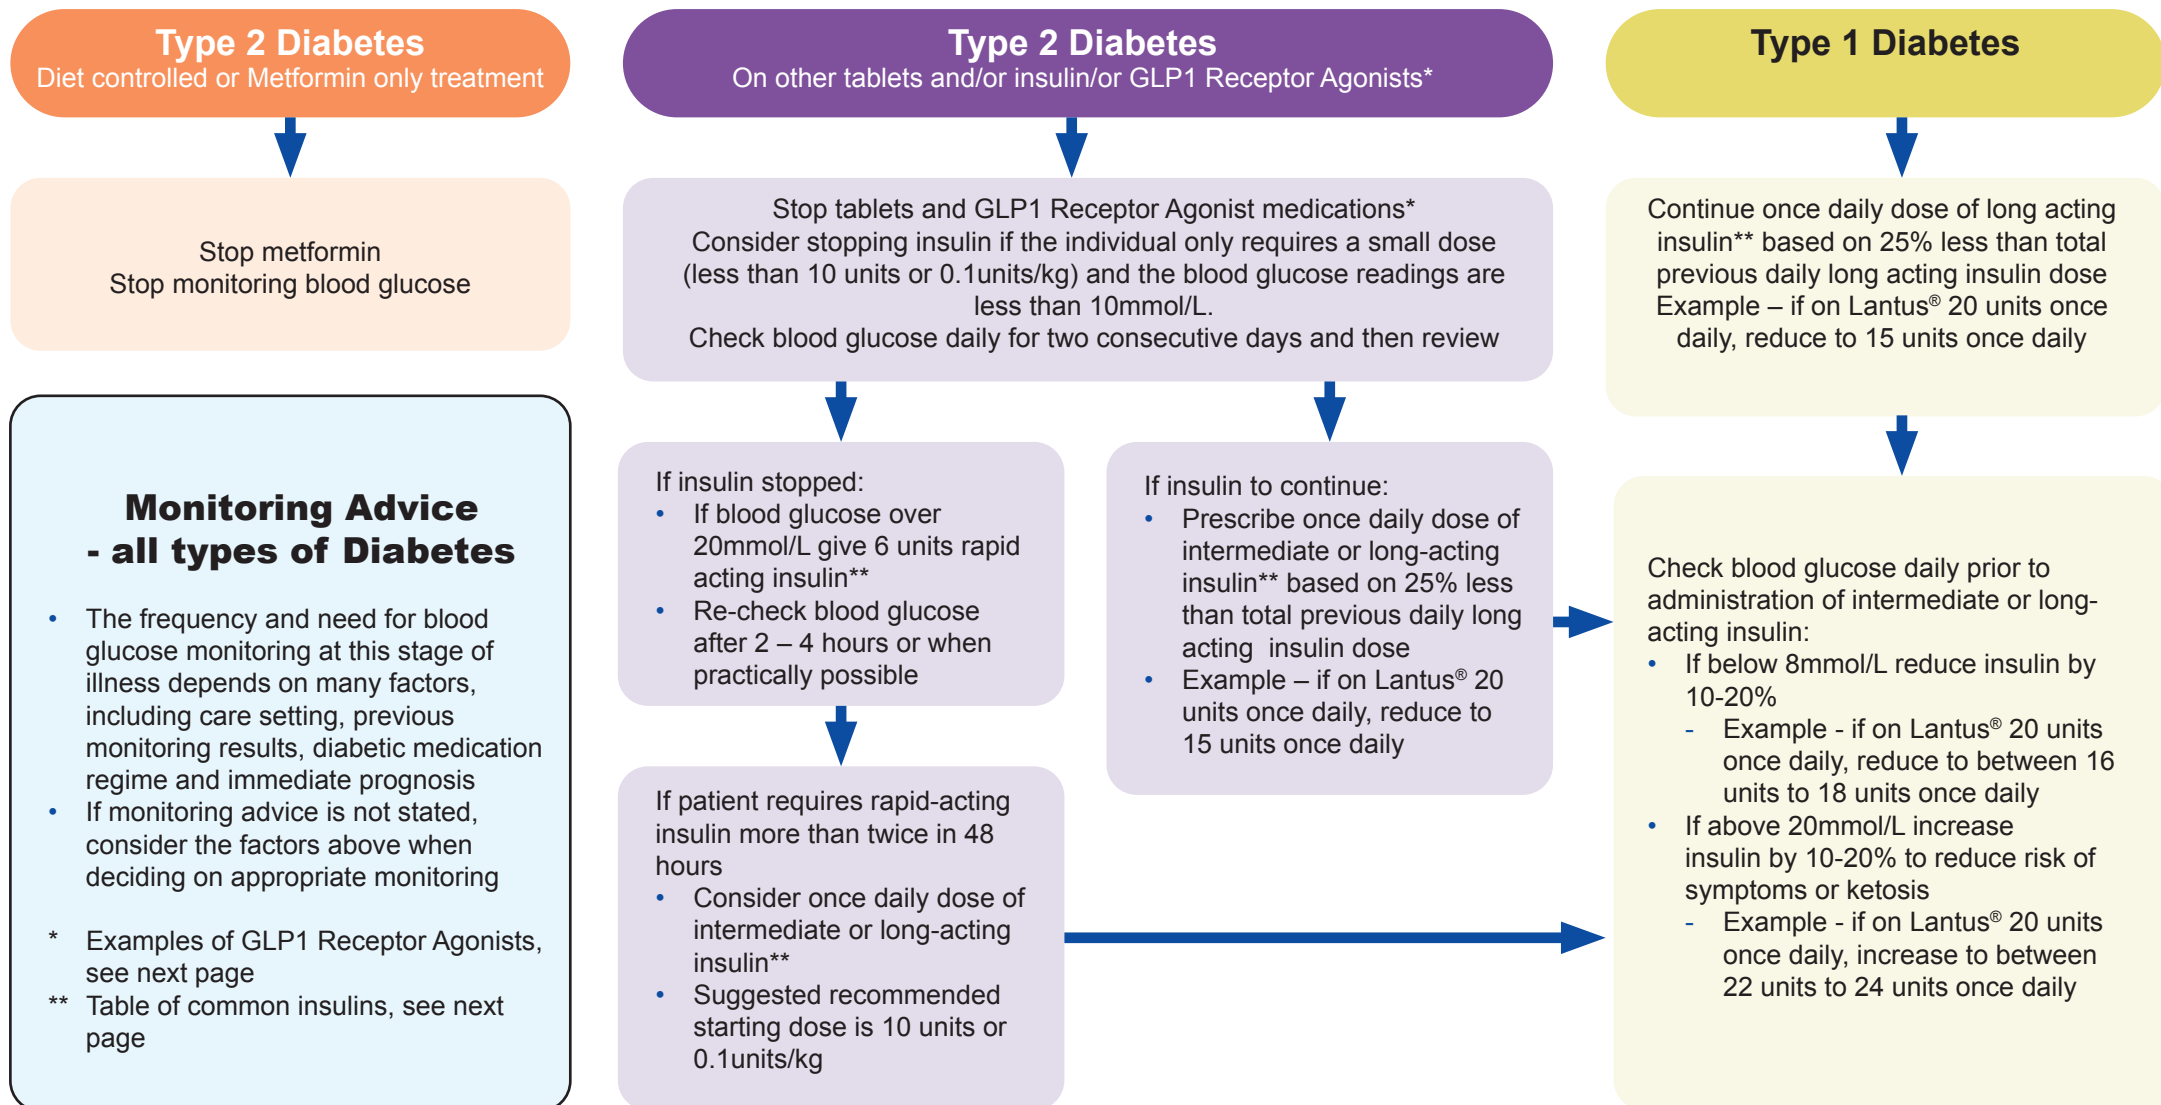 Type 2 Diabetes
Diet controlled or Metformin only treatment
Stop metformin
Stop monitoring blood glucose
Monitoring Advice
- all types of Diabetes
• The frequency and need for blood
glucose monitoring at this stage of
illness depends on many factors,
including care setting, previous
monitoring results, diabetic medication
regime and immediate prognosis
• If monitoring advice is not stated,
consider the factors above when
deciding on appropriate monitoring
* Examples of GLP1 Receptor Agonists,
see next page
** Table of common insulins, see next
page
Type 2 Diabetes
On other tablets and/or insulin/or GLP1 Receptor Agonists*
Stop tablets and GLP1 Receptor Agonist medications*
Consider stopping insulin if the individual only requires a small dose
(less than 10 units or 0.1units/kg) and the blood glucose readings are
less than 10mmol/L.
Check blood glucose daily for two consecutive days and then review
If insulin stopped:
• If blood glucose over
20mmol/L give 6 units rapid
acting insulin**
• Re-check blood glucose
after 2 – 4 hours or when
practically possible
If patient requires rapid-acting
insulin more than twice in 48
hours
• Consider once daily dose of
intermediate or long-acting
insulin**
• Suggested recommended
starting dose is 10 units or
0.1units/kg
If insulin to continue:
• Prescribe once daily dose of
intermediate or long-acting
insulin** based on 25% less
than total previous daily long
acting insulin dose
• Example – if on Lantus® 20
units once daily, reduce to
15 units once daily
Type 1 Diabetes
Continue once daily dose of long acting
insulin** based on 25% less than total
previous daily long acting insulin dose
Example – if on Lantus® 20 units once
daily, reduce to 15 units once daily
Check blood glucose daily prior to
administration of intermediate or long-
acting insulin:
• If below 8mmol/L reduce insulin by
10-20%
- Example - if on Lantus® 20 units
once daily, reduce to between 16
units to 18 units once daily
• If above 20mmol/L increase
insulin by 10-20% to reduce risk of
symptoms or ketosis
- Example - if on Lantus® 20 units
once daily, increase to between
22 units to 24 units once daily